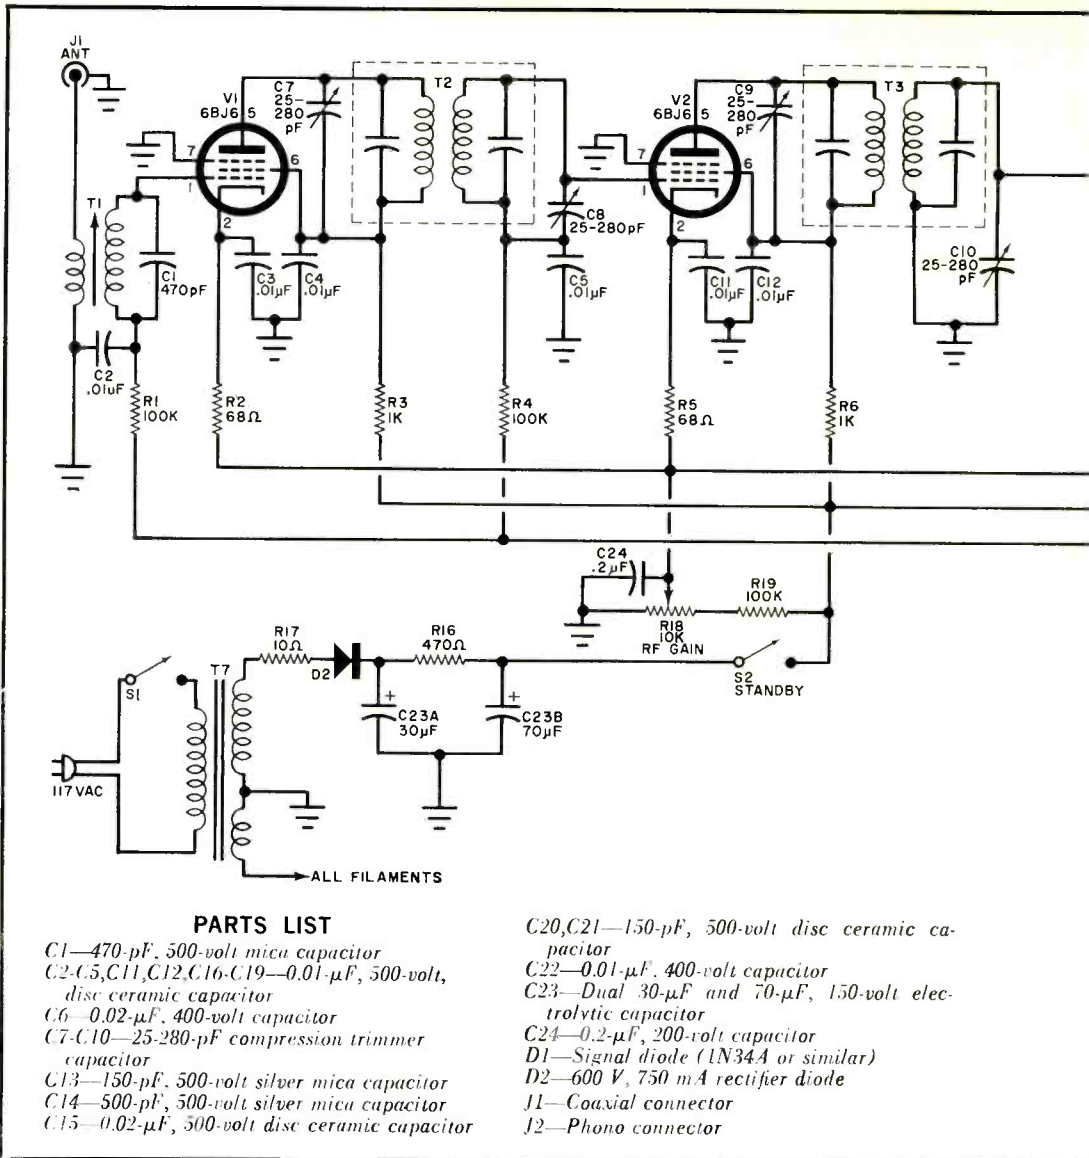 J1
ANT
V1
6BJ6 5
7
1
6
2
C7
25-
280
pF
T2
V2
6BJ6 5
7
1
6
2
C9
25-
280
pF
T3
T1
C1
470pF
C3
.01µF
C4
.01µF
C8
25-280pF
C5
.01µF
C11
.01µF
C12
.01µF
C10
25-280
pF
C2
.01uF
R1
100K
R2
68Ω
R3
1K
R4
100K
R5
68Ω
R6
1K
C24
.2µF
R19
100K
R18
10K
RF GAIN
R17
10Ω
D2
R16
470Ω
S2
STANDBY
S1
T7
+
C23A
30µF
+
C23B
70µF
117VAC
ALL FILAMENTS
PARTS LIST
C1—470-pF, 500-volt mica capacitor
C2-C5,C11,C12,C16-C19—0.01-µF, 500-volt,
disc ceramic capacitor
C6—0.02-µF, 400-volt capacitor
C7-C10—25-280-pF compression trimmer
capacitor
C13—150-pF, 500-volt silver mica capacitor
C14—500-pF, 500-volt silver mica capacitor
C15—0.02-µF, 500-volt disc ceramic capacitor
C20,C21—150-pF, 500-volt disc ceramic ca-
pacitor
C22—0.01-µF. 400-volt capacitor
C23—Dual 30-µF and 70-µF, 150-volt elec-
trolytic capacitor
C24—0.2-µF, 200-volt capacitor
D1—Signal diode (1N34A or similar)
D2—600 V, 750 mA rectifier diode
J1—Coaxial connector
J2—Phono connector